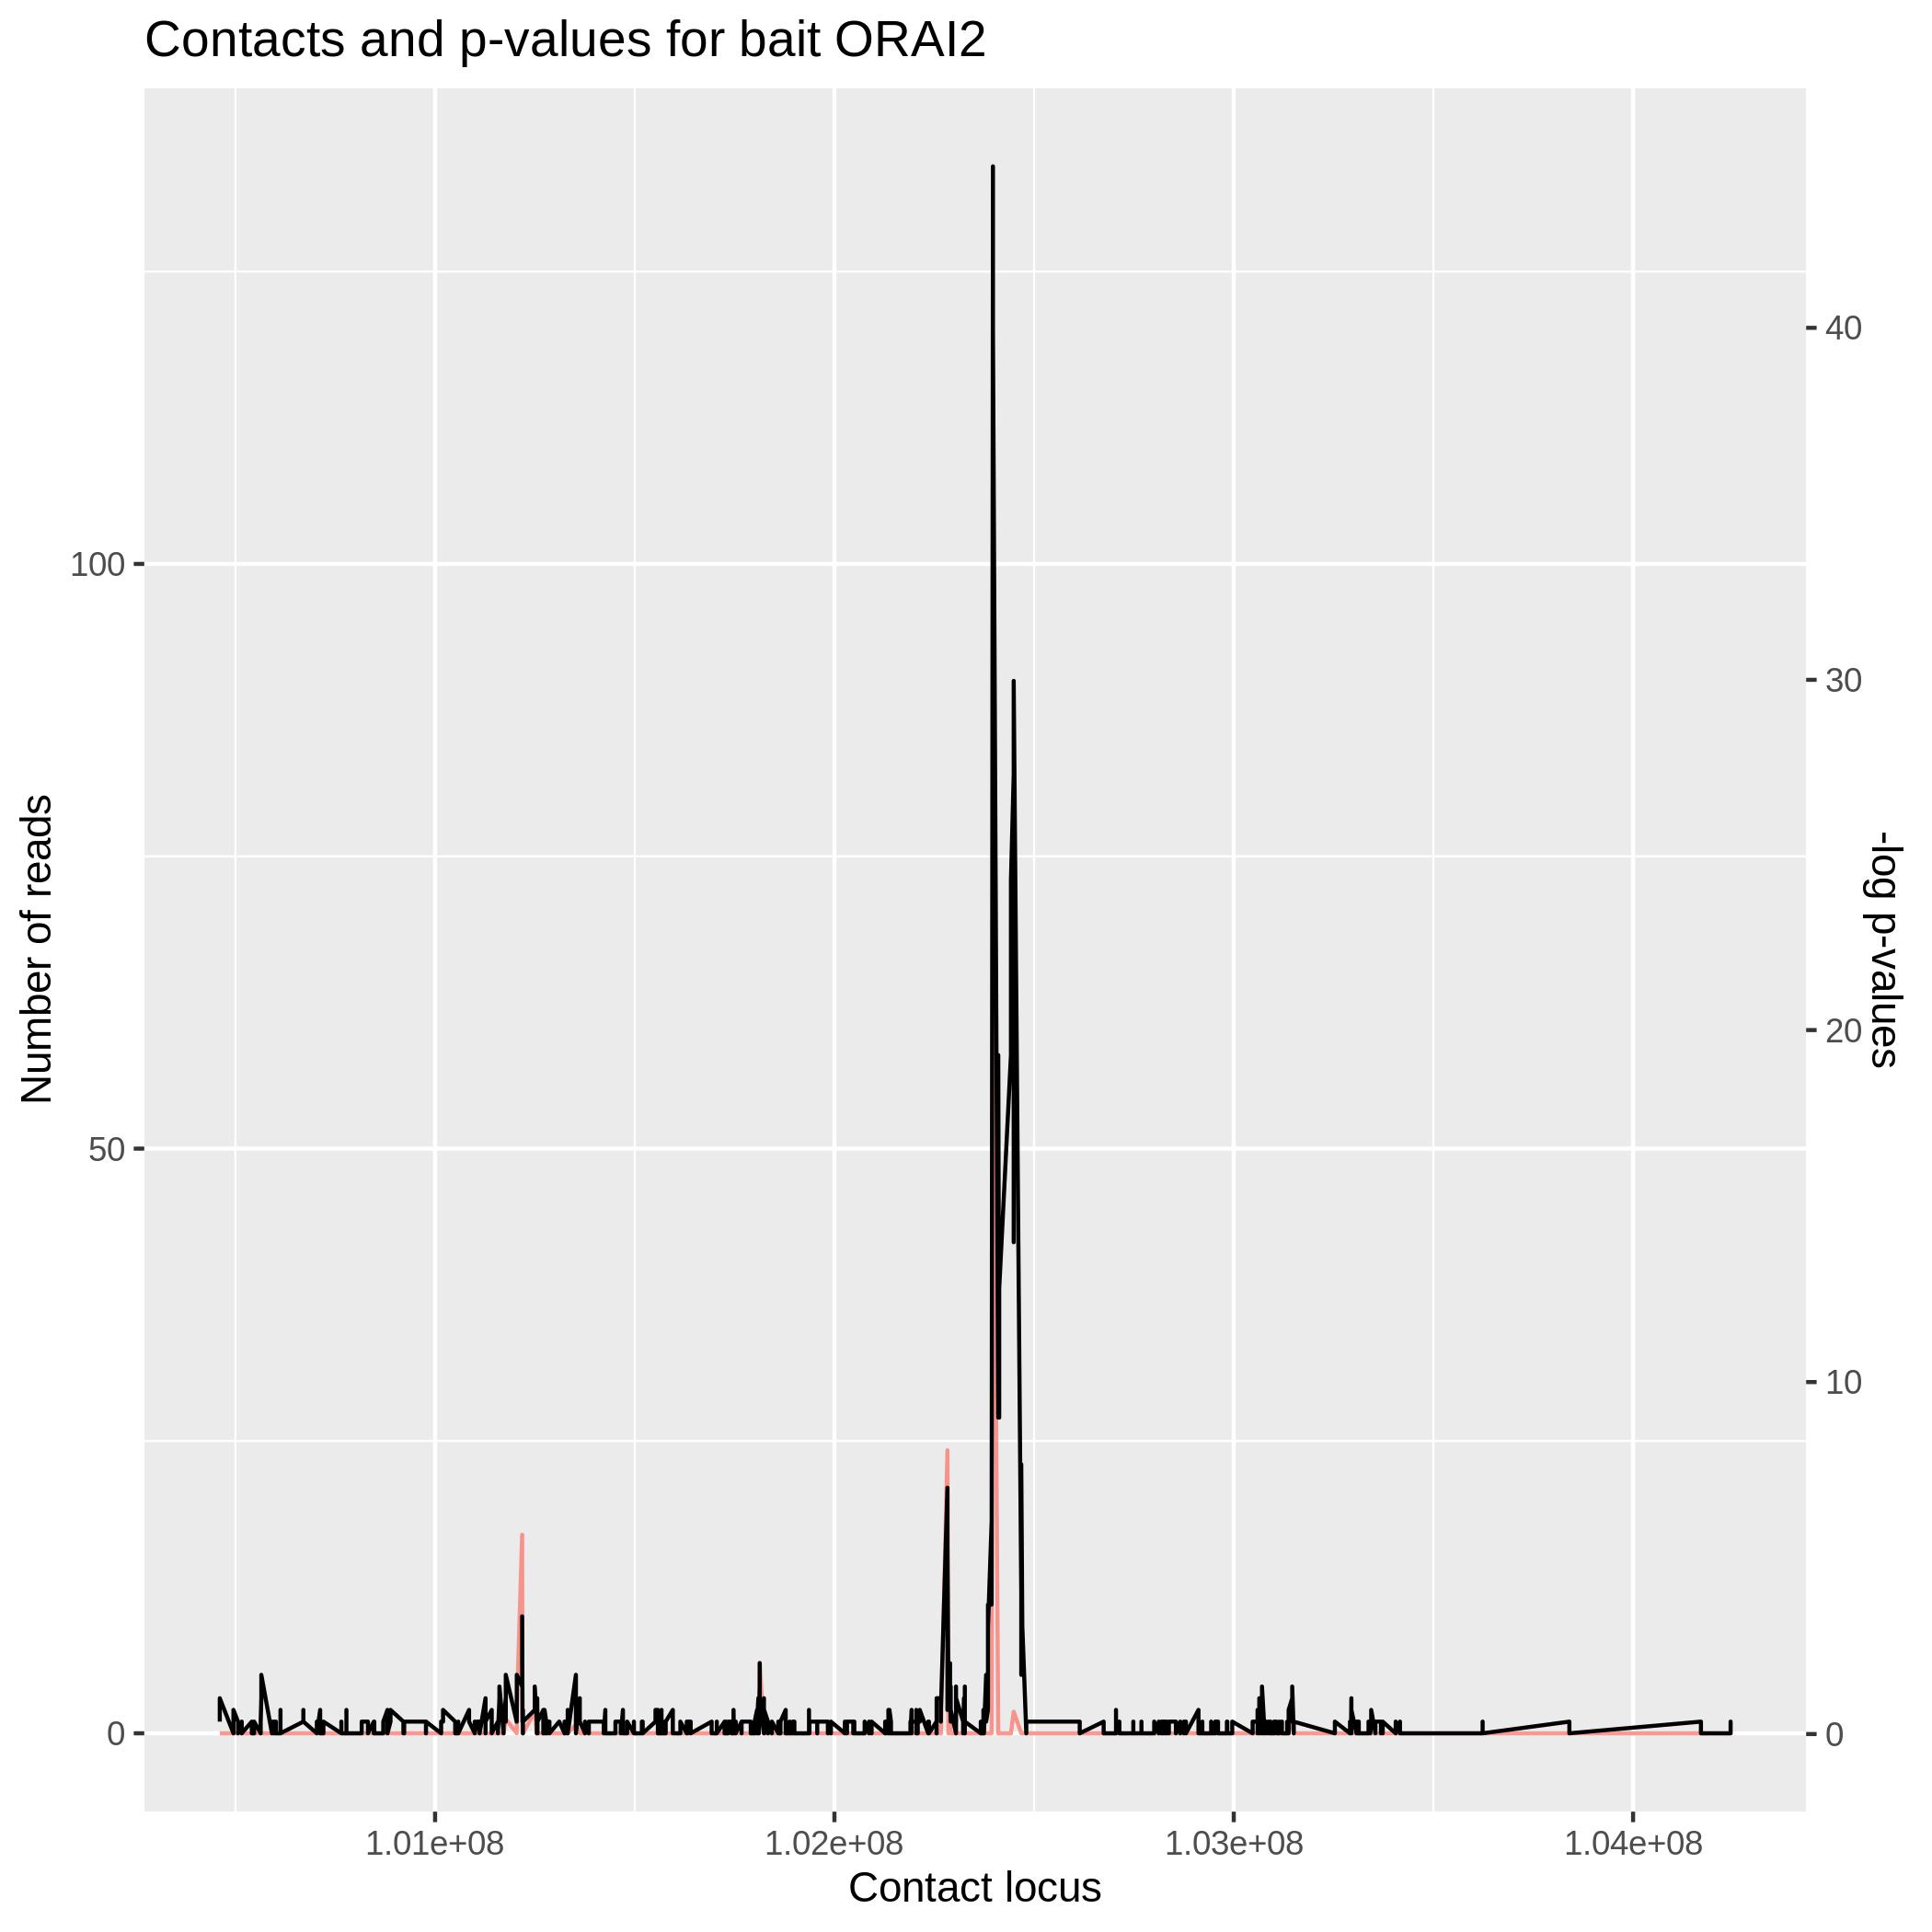 Contacts and p-values for bait ORAI2
Number of reads
100
50
0
40
30
20
10
0
-log p-values
1.01e+08
1.02e+08
1.03e+08
1.04e+08
Contact locus